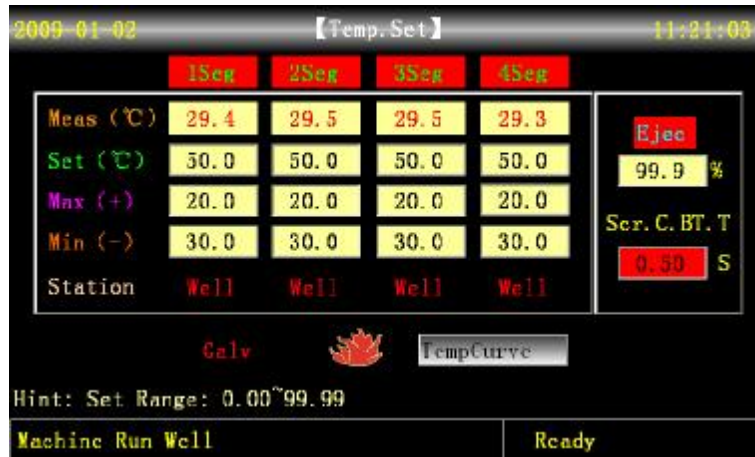 2009-01-02 【Temp.Set】 11:21:03
1Seg 2Seg 3Seg 4Seg
Meas (℃) 29.4 29.5 29.5 29.3
Ejec
Set (℃) 50.0 50.0 50.0 50.0
99.9 %
Max (+) 20.0 20.0 20.0 20.0
Scr.C.BT.T
Min (-) 30.0 30.0 30.0 30.0
0.50 S
Station Well Well Well Well
Calv TempCurve
Hint: Set Range: 0.00~99.99
Machine Run Well Ready